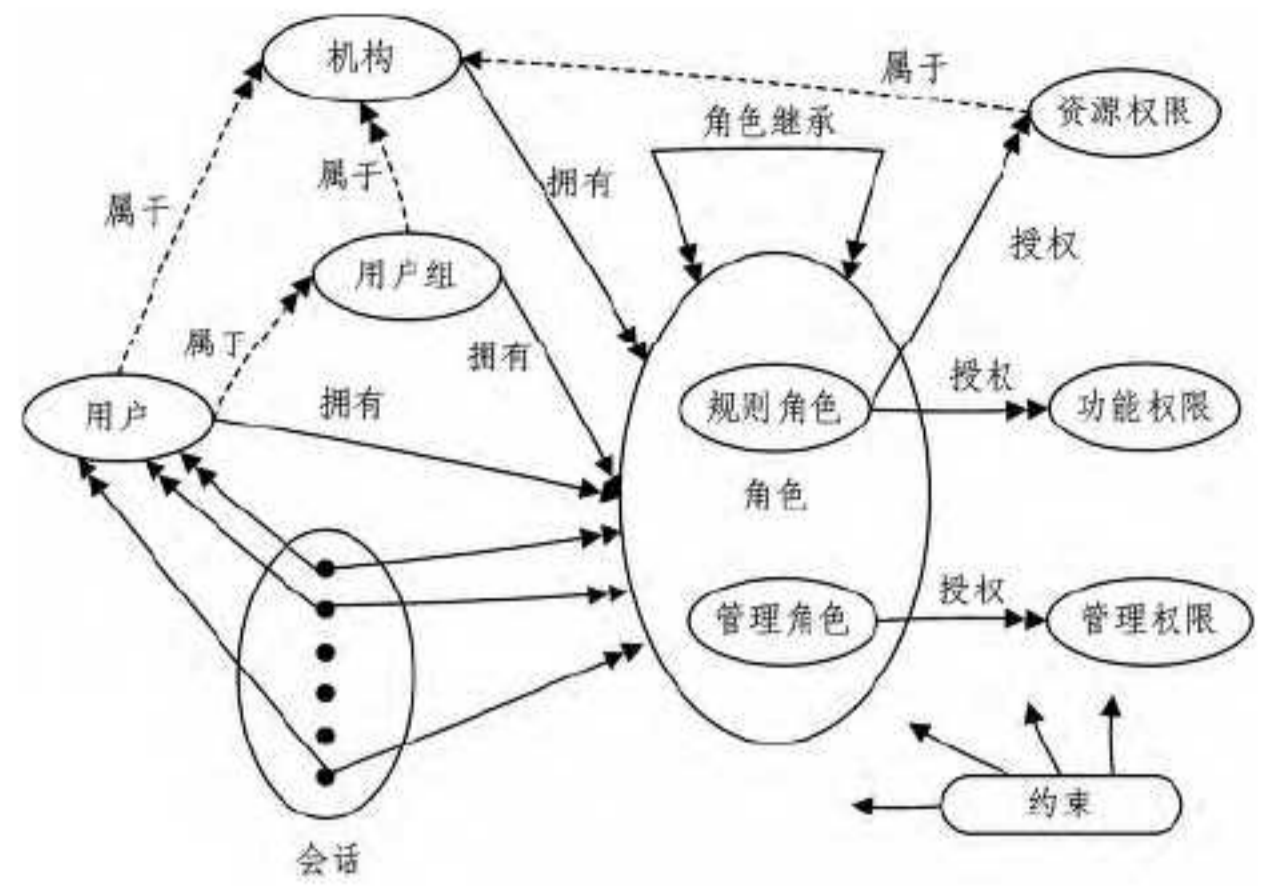 机构
属于
资源权限
角色继承
属于
拥有
属于
授权
用户组
属于
拥有
授权
用户
拥有
规则角色
功能权限
角色
授权
管理角色
管理权限
约束
会话